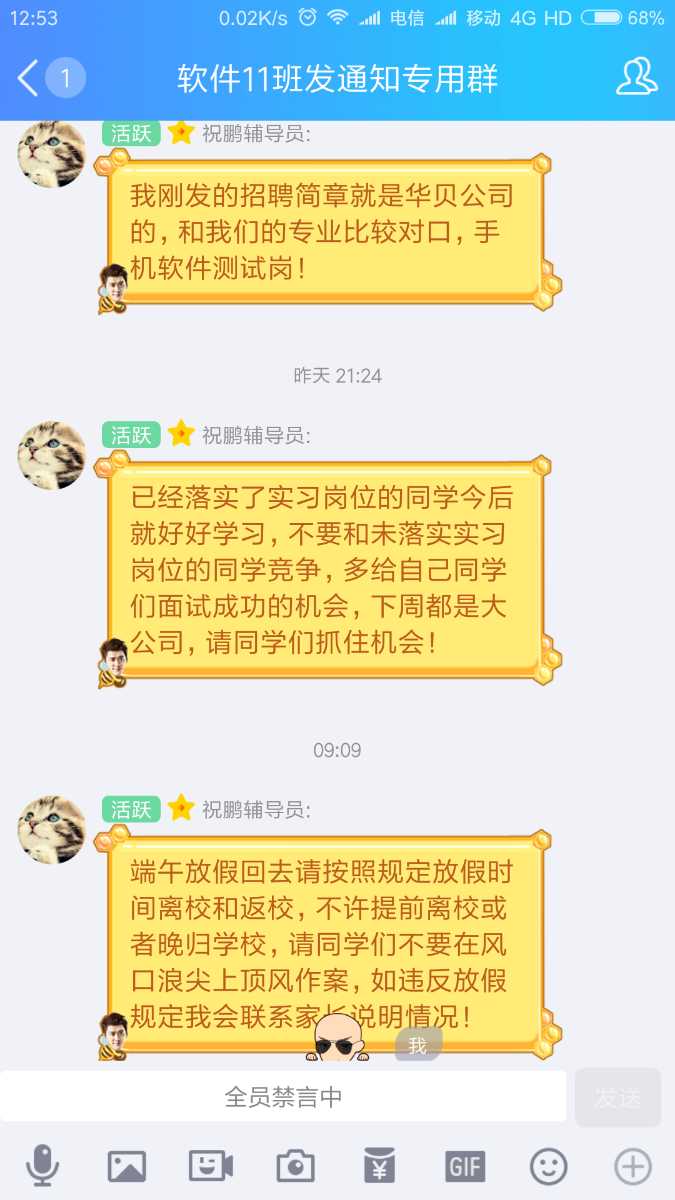 12:53 0.02K/s 电信 移动 4G HD 68%
1 软件11班发通知专用群
活跃 祝鹏辅导员:
我刚发的招聘简章就是华贝公司
的，和我们的专业比较对口，手
机软件测试岗！
昨天 21:24
活跃 祝鹏辅导员:
已经落实了实习岗位的同学今后
就好好学习，不要和未落实实习
岗位的同学竞争，多给自己同学
们面试成功的机会，下周都是大
公司，请同学们抓住机会！
09:09
活跃 祝鹏辅导员:
端午放假回去请按照规定放假时
间离校和返校，不许提前离校或
者晚归学校，请同学们不要在风
口浪尖上顶风作案，如违反放假
规定我会联系家长说明情况！
我
全员禁言中 发送
GIF